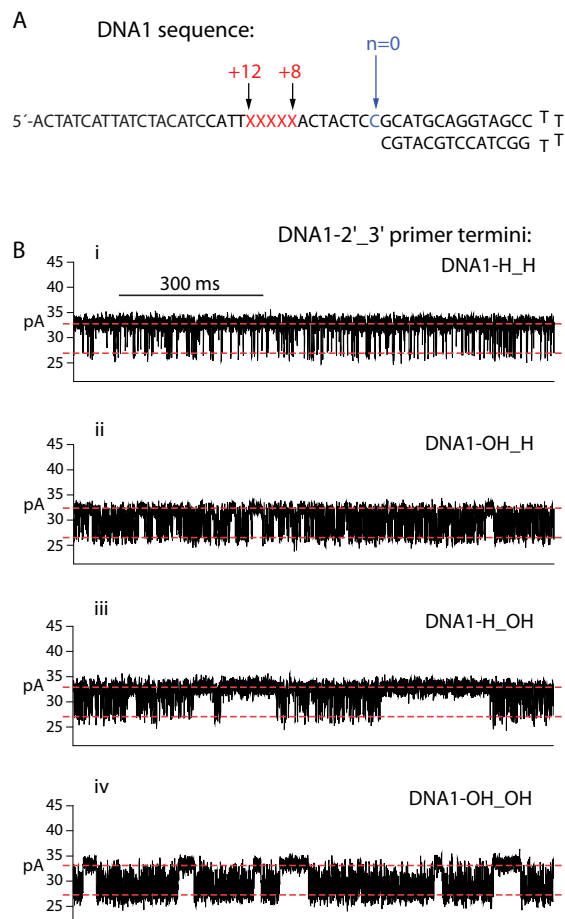 A
DNA1 sequence:
n=0
+12 +8
5´-ACTATCATTATCTACATCCATTXXXXXACTACTCCGCATGCAGGTAGCC T T
CGTACGTCCATCGG T T
DNA1-2'_3' primer termini:
B
i
DNA1-H_H
45
40
35
pA
30
25
300 ms
ii
DNA1-OH_H
45
40
35
pA
30
25
iii
DNA1-H_OH
45
40
35
pA
30
25
iv
DNA1-OH_OH
45
40
35
pA
30
25